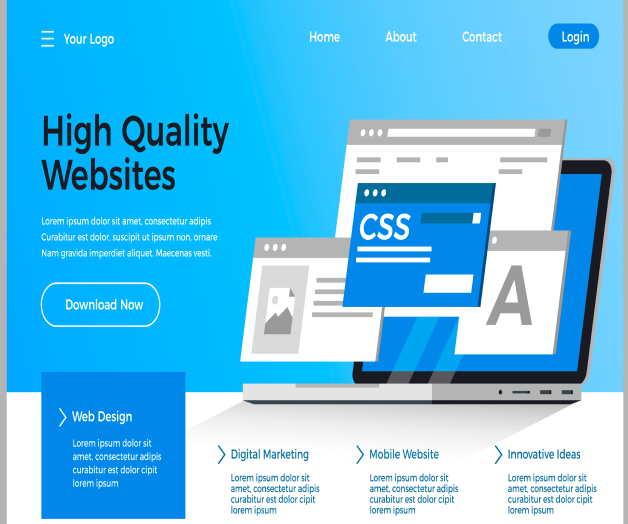 Your Logo
Home
About
Contact
Login
High Quality
Websites
Lorem ipsum dolor sit amet, consectetur adipis
Curabitur est dolor, suscipit ut ipsum non, ornare
Nam gravida imperdiet aliquet. Maecenas vesti.
Download Now
CSS
A
Web Design
Lorem ipsum dolor sit
amet, consectetur adipis
curabitur est dolor cipit
lorem ipsum
Digital Marketing
Lorem ipsum dolor sit
amet, consectetur adipis
curabitur est dolor cipit
lorem ipsum
Mobile Website
Lorem ipsum dolor sit
amet, consectetur adipis
curabitur est dolor cipit
lorem ipsum
Innovative Ideas
Lorem ipsum dolor sit
amet, consectetur adipis
curabitur est dolor cipit
lorem ipsum